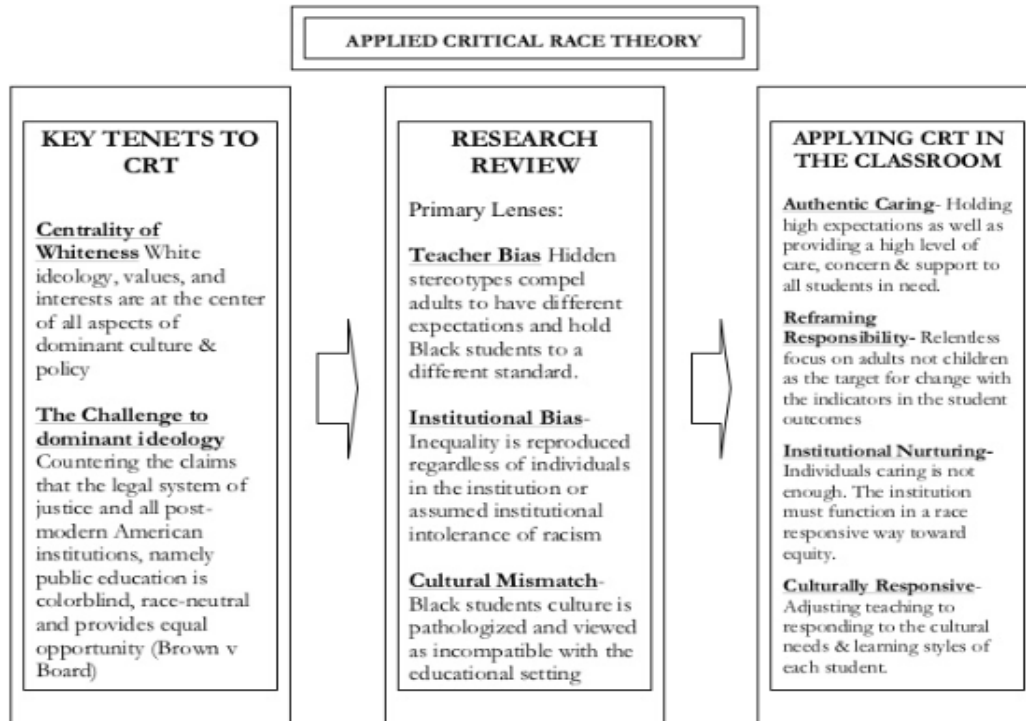 APPLIED CRITICAL RACE THEORY
KEY TENETS TO
CRT
Centrality of
Whiteness White
ideology, values, and
interests are at the center
of all aspects of
dominant culture &
policy
The Challenge to
dominant ideology
Countering the claims
that the legal system of
justice and all post-
modern American
institutions, namely
public education is
colorblind, race-neutral
and provides equal
opportunity (Brown v
Board)
RESEARCH
REVIEW
Primary Lenses:
Teacher Bias Hidden
stereotypes compel
adults to have different
expectations and hold
Black students to a
different standard.
Institutional Bias-
Inequality is reproduced
regardless of individuals
in the institution or
assumed institutional
intolerance of racism
Cultural Mismatch-
Black students culture is
pathologized and viewed
as incompatible with the
educational setting
APPLYING CRT IN
THE CLASSROOM
Authentic Caring- Holding
high expectations as well as
providing a high level of
care, concern & support to
all students in need.
Reframing
Responsibility- Relentless
focus on adults not children
as the target for change with
the indicators in the student
outcomes
Institutional Nurturing-
Individuals caring is not
enough. The institution
must function in a race
responsive way toward
equity.
Culturally Responsive-
Adjusting teaching to
responding to the cultural
needs & learning styles of
each student.